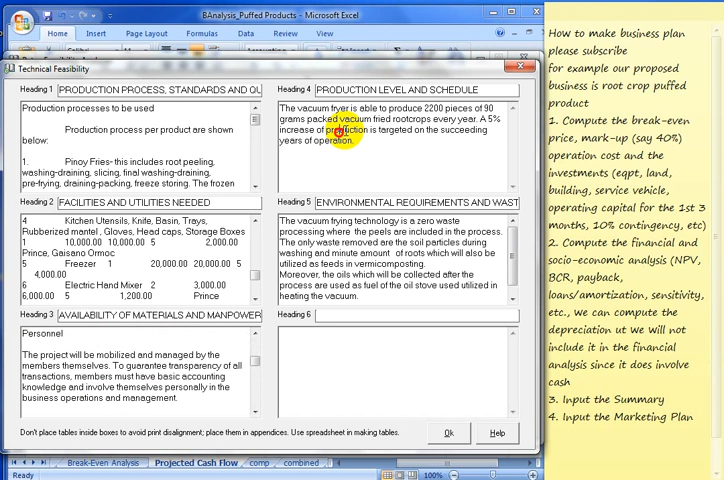 BAnalysis_Puffed Products - Microsoft Excel
Home Insert Page Layout Formulas Data Review View
Technical Feasibility
Heading 1 PRODUCTION PROCESS, STANDARDS AND QU
Production processes to be used
Production process per product are shown
below:
1. Pinoy Fries- this includes root peeling,
washing-draining, slicing, final washing-draining,
pre-frying, draining-packing, freeze storing. The frozen
Heading 4 PRODUCTION LEVEL AND SCHEDULE
The vacuum fryer is able to produce 2200 pieces of 90
grams packed vacuum fried rootcrops every year. A 5%
increase of production is targeted on the succeeding
years of operation.
Heading 2 FACILITIES AND UTILITIES NEEDED
4 Kitchen Utensils, Knife, Basin, Trays,
Rubberized mantel , Gloves, Head caps, Storage Boxes
1 10,000.00 10,000.00 5 2,000.00
Prince, Gaisano Ormoc
5 Freezer 1 20,000.00 20,000.00 5
4,000.00
6 Electric Hand Mixer 2 3,000.00
6,000.00 5 1,200.00 Prince
Heading 5 ENVIRONMENTAL REQUIREMENTS AND WAST
The vacuum frying technology is a zero waste
processing where the peels are included in the process.
The only waste removed are the soil particles during
washing and minute amount of roots which will be also
utilized as feeds in vermicomposting.
Moreover, the oils which will be collected after the
process are used as fuel of the oil stove used utilized in
heating the vacuum.
Heading 3 AVAILABILITY OF MATERIALS AND MANPOWER
Personnel
The project will be mobilized and managed by the
members themselves. To guarantee transparency of all
transactions, members must have basic accounting
knowledge and involve themselves personally in the
business operations and management.
Heading 6
Don't place tables inside boxes to avoid print disalignment; place them in appendices. Use spreadsheet in making tables.
Ok Help
Break-Even Analysis Projected Cash Flow comp combined
Ready 100%
How to make business plan
please subscribe
for example our proposed
business is root crop puffed
product
1. Compute the break-even
price, mark-up (say 40%)
operation cost and the
investments (eqpt, land,
building, service vehicle,
operating capital for the 1st 3
months, 10% contingency, etc)
2. Compute the financial and
socio-economic analysis (NPV,
BCR, payback,
loans/amortization, sensitivity,
etc., we can compute the
depreciation ut we will not
include it in the financial
analysis since it does involve
cash
3. Input the Summary
4. Input the Marketing Plan